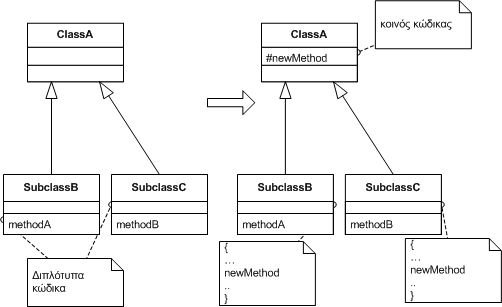 ClassA
SubclassB
methodA
SubclassC
methodB
Διπλότυπα
κώδικα
ClassA
#newMethod
κοινός κώδικας
SubclassB
methodA
SubclassC
methodB
{
...
newMethod
..
}
{
...
newMethod
..
}